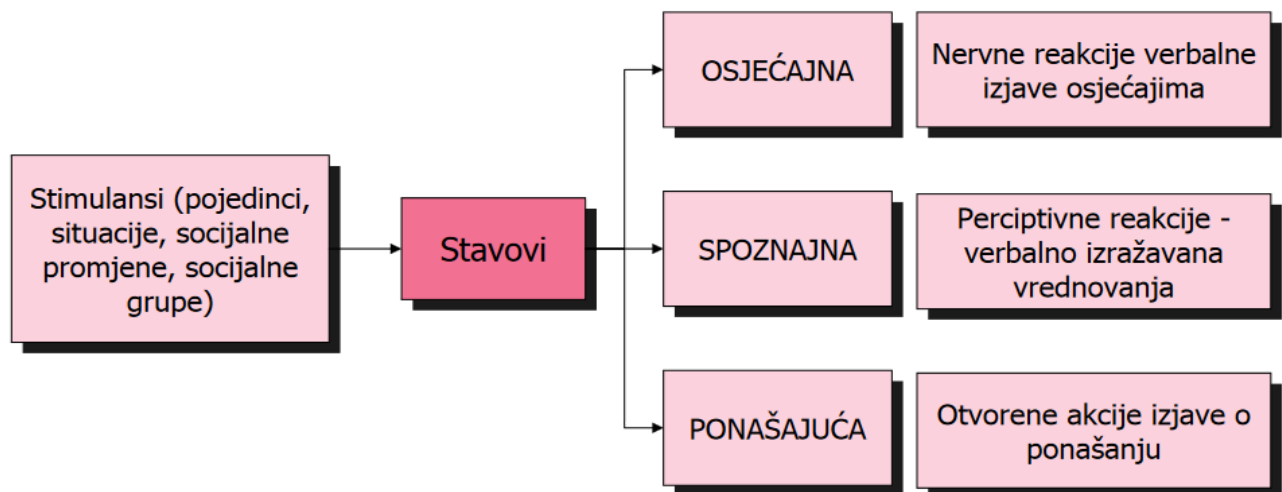 Stimulansi (pojedinci,
situacije, socijalne
promjene, socijalne
grupe)
Stavovi
OSJEĆAJNA
Nervne reakcije verbalne
izjave osjećajima
SPOZNAJNA
Perciptivne reakcije -
verbalno izražavana
vrednovanja
PONAŠAJUĆA
Otvorene akcije izjave o
ponašanju